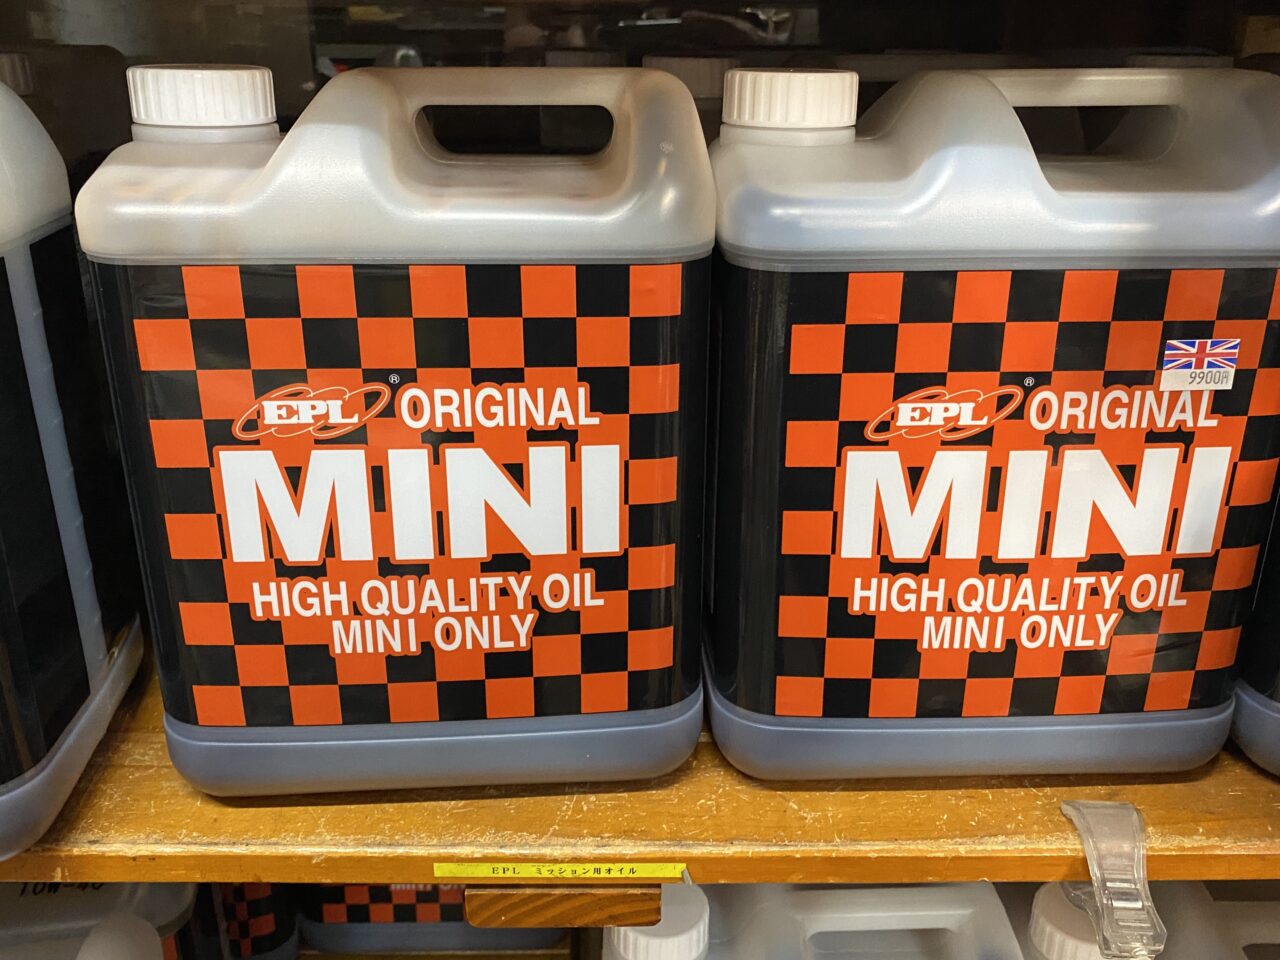 EPL® ORIGINAL
MINI
HIGH QUALITY OIL
MINI ONLY
EPL® ORIGINAL
MINI
HIGH QUALITY OIL
MINI ONLY
9900円
EPL ミッション用オイル
10W-40
MINI